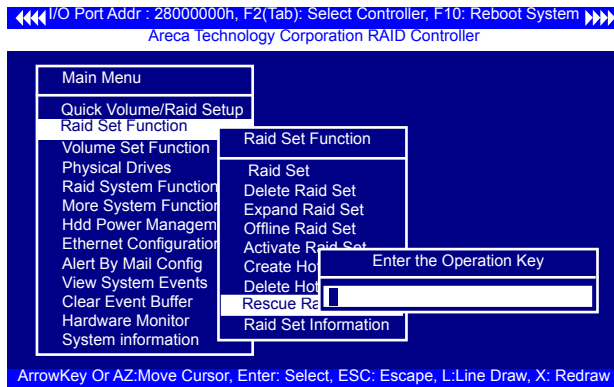 I/O Port Addr : 28000000h, F2(Tab): Select Controller, F10: Reboot System
Areca Technology Corporation RAID Controller
Main Menu
Quick Volume/Raid Setup
Raid Set Function
Volume Set Function
Physical Drives
Raid System Function
More System Function
Hdd Power Managem
Ethernet Configuration
Alert By Mail Config
View System Events
Clear Event Buffer
Hardware Monitor
System information
Raid Set Function
Raid Set
Delete Raid Set
Expand Raid Set
Offline Raid Set
Activate Raid Set
Create Hot
Delete Hot
Rescue Ra
Raid Set Information
Enter the Operation Key
ArrowKey Or AZ:Move Cursor, Enter: Select, ESC: Escape, L:Line Draw, X: Redraw